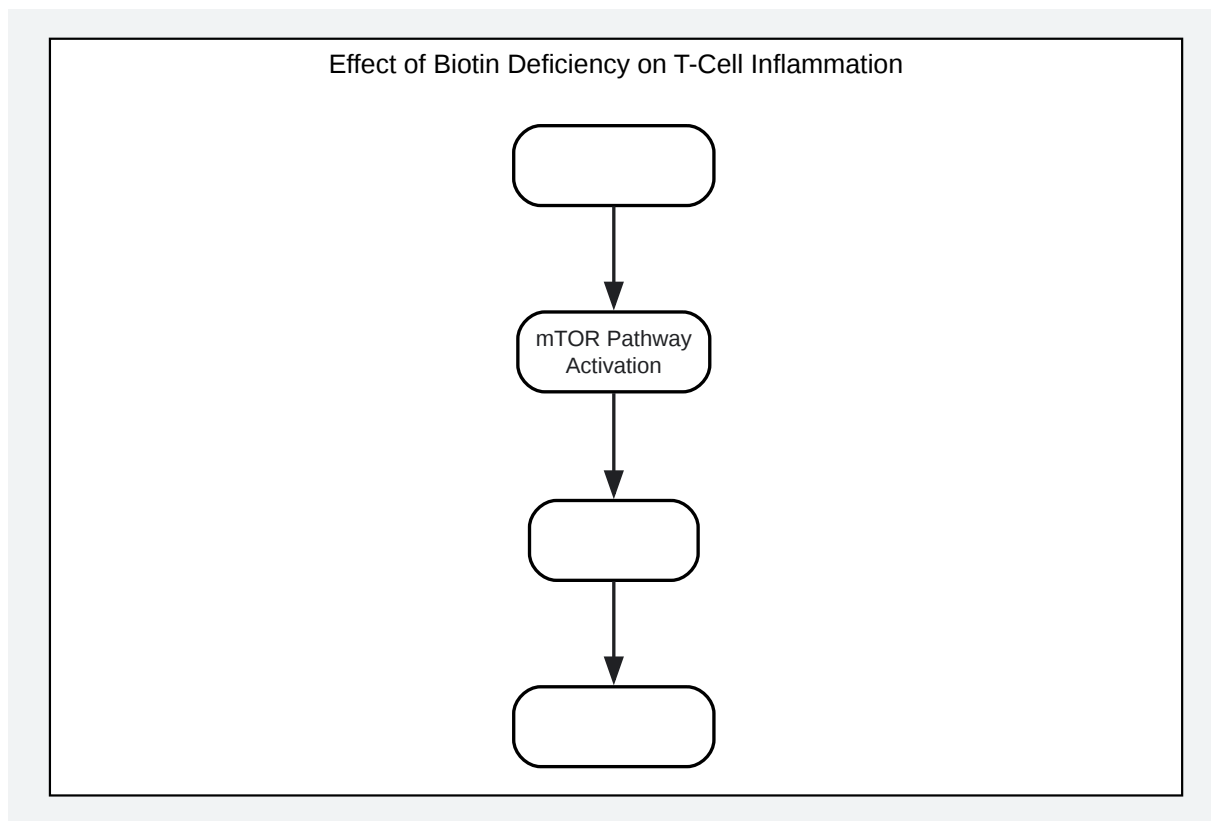 Effect of Biotin Deficiency on T-Cell Inflammation
mTOR Pathway
Activation